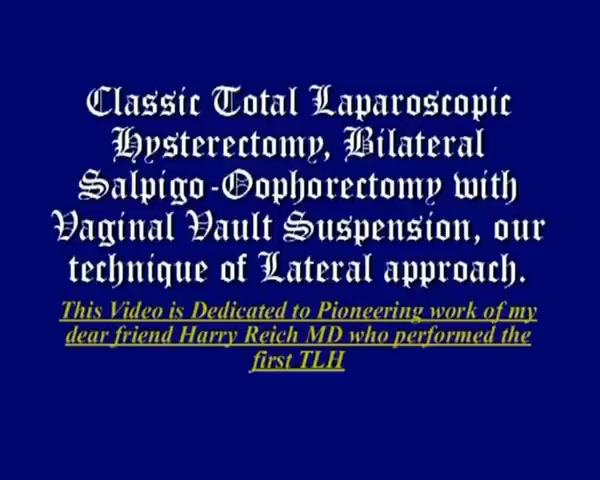 Classic Total Laparoscopic
Hysterectomy, Bilateral
Salpigo-Oophorectomy with
Vaginal Vault Suspension, our
technique of Lateral approach.
This Video is Dedicated to Pioneering work of my
dear friend Harry Reich MD who performed the
first TLH